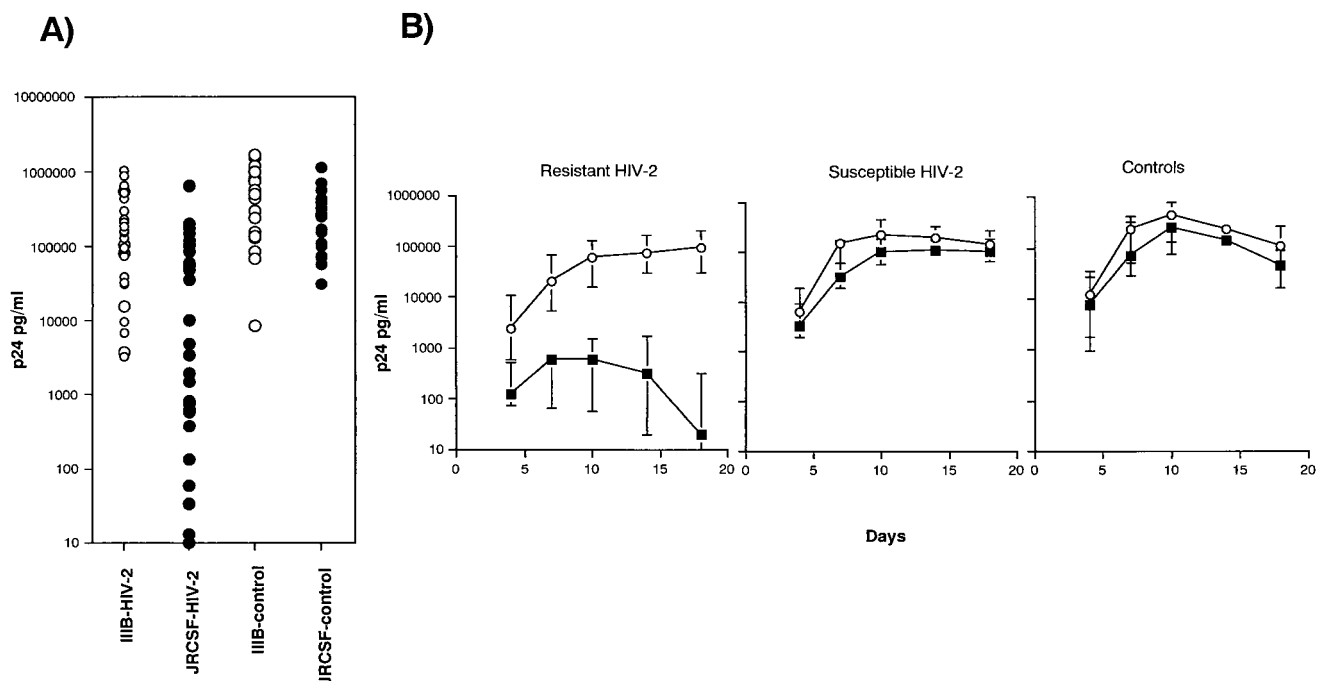 A)
B)
10000000
1000000
100000
10000
1000
100
10
p24 pg/ml
IIIB-HIV-2
JRCSF-HIV-2
IIIB-control
JRCSF-control
Resistant HIV-2
Susceptible HIV-2
Controls
1000000
100000
10000
1000
100
10
p24 pg/ml
0 5 10 15 20
0 5 10 15 20
0 5 10 15 20
Days